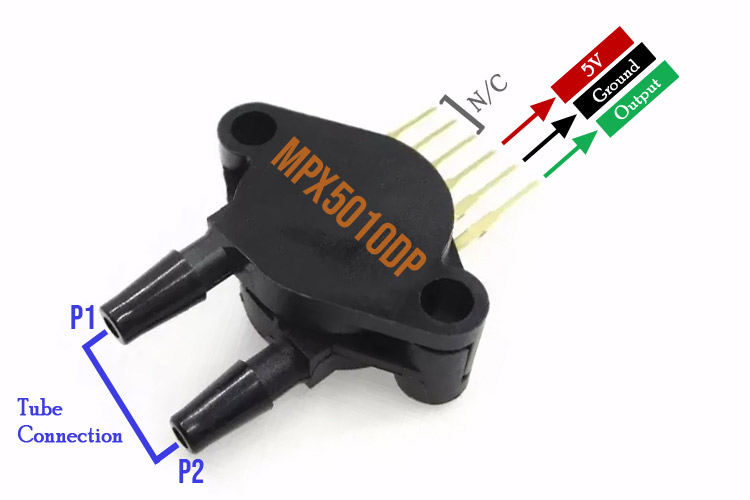 N/C
5V
Ground
Output
MPX5010DP
P1
Tube
Connection
P2